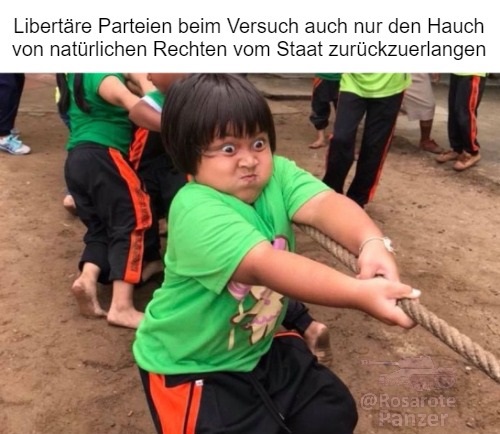 Libertäre Parteien beim Versuch auch nur den Hauch
von natürlichen Rechten vom Staat zurückzuerlangen
@Rosarote
Panzer